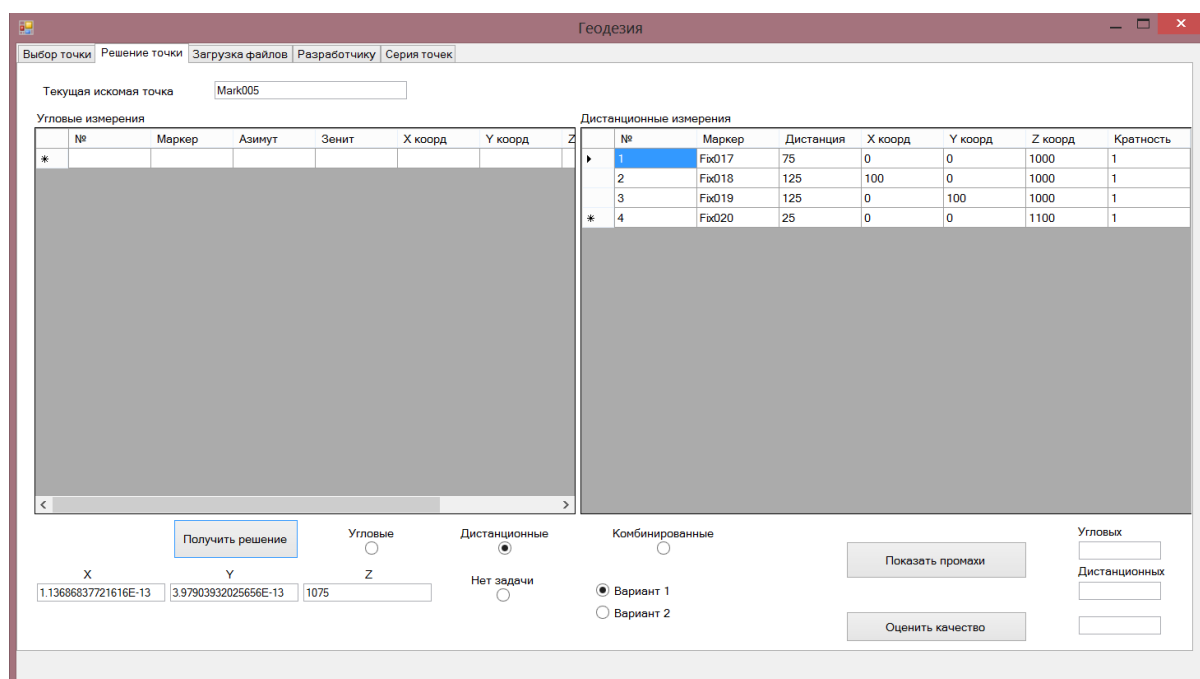 Геодезия
Выбор точки Решение точки Загрузка файлов Разработчику Серия точек
Текущая искомая точка Mark005
Угловые измерения Дистанционные измерения
№ Маркер Азимут Зенит X коорд Y коорд Z
№ Маркер Дистанция X коорд Y коорд Z коорд Кратность
1 Fix017 75 0 0 1000 1
2 Fix018 125 100 0 1000 1
3 Fix019 125 0 100 1000 1
4 Fix020 25 0 0 1100 1
Получить решение Угловые Дистанционные Комбинированные
Показать промахи Угловых
X Y Z Нет задачи Дистанционных
1.13686837721616E-13 3.97903932025656E-13 1075 Вариант 1
Вариант 2
Оценить качество